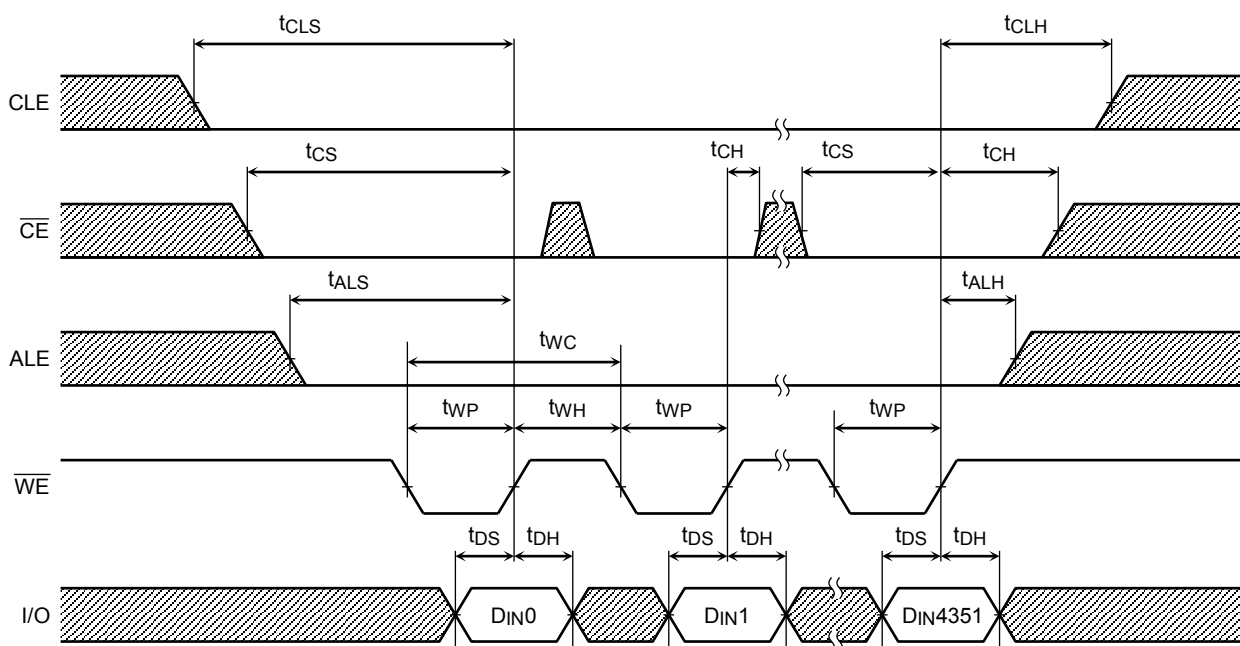 tCLS tCLH
CLE
tCS tCH tCS tCH
CE
tALS tALH
ALE
tWC
tWP tWH tWP tWP
WE
tDS tDH tDS tDH tDS tDH
I/O DIN0 DIN1 DIN4351